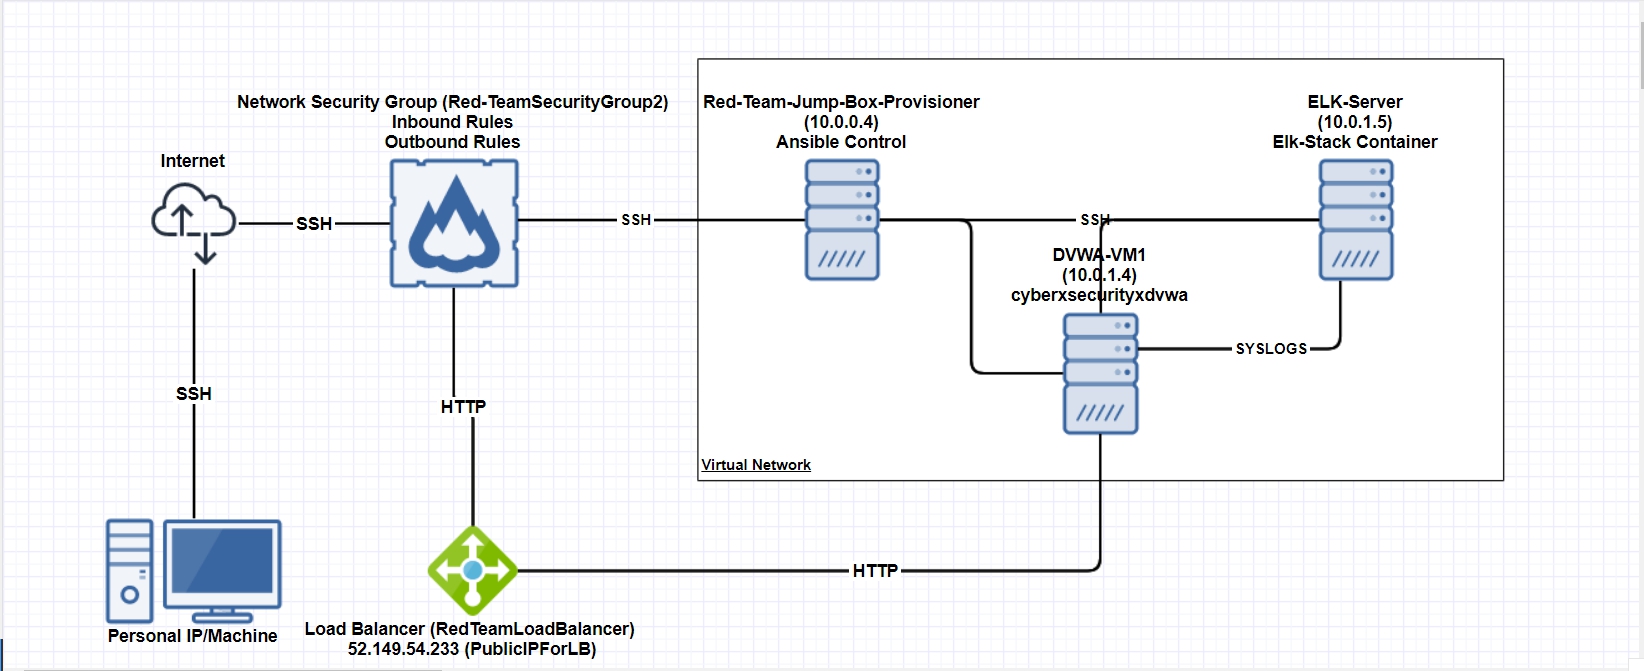 Network Security Group (Red-TeamSecurityGroup2)
Inbound Rules
Outbound Rules
Red-Team-Jump-Box-Provisioner
(10.0.0.4)
Ansible Control
ELK-Server
(10.0.1.5)
Elk-Stack Container
Internet
SSH
SSH
SSH
DVWA-VM1
(10.0.1.4)
cyberxsecurityxdvwa
SYSLOGS
SSH
HTTP
Virtual Network
HTTP
Personal IP/Machine
Load Balancer (RedTeamLoadBalancer)
52.149.54.233 (PublicIPForLB)